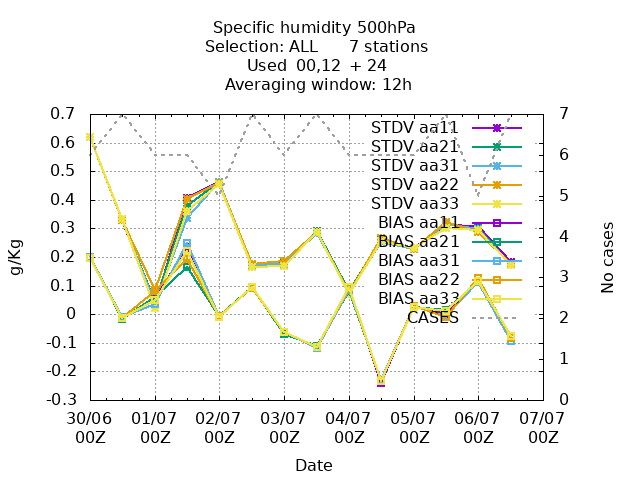 Specific humidity 500hPa
Selection: ALL 7 stations
Used 00,12 + 24
Averaging window: 12h
0.7
0.6
0.5
0.4
0.3
0.2
0.1
0
-0.1
-0.2
-0.3
g/Kg
7
6
5
4
3
2
1
0
No cases
STDV aa11
STDV aa21
STDV aa31
STDV aa22
STDV aa33
BIAS aa11
BIAS aa21
BIAS aa31
BIAS aa22
BIAS aa33
CASES
30/06 01/07 02/07 03/07 04/07 05/07 06/07 07/07
00Z 00Z 00Z 00Z 00Z 00Z 00Z 00Z
Date